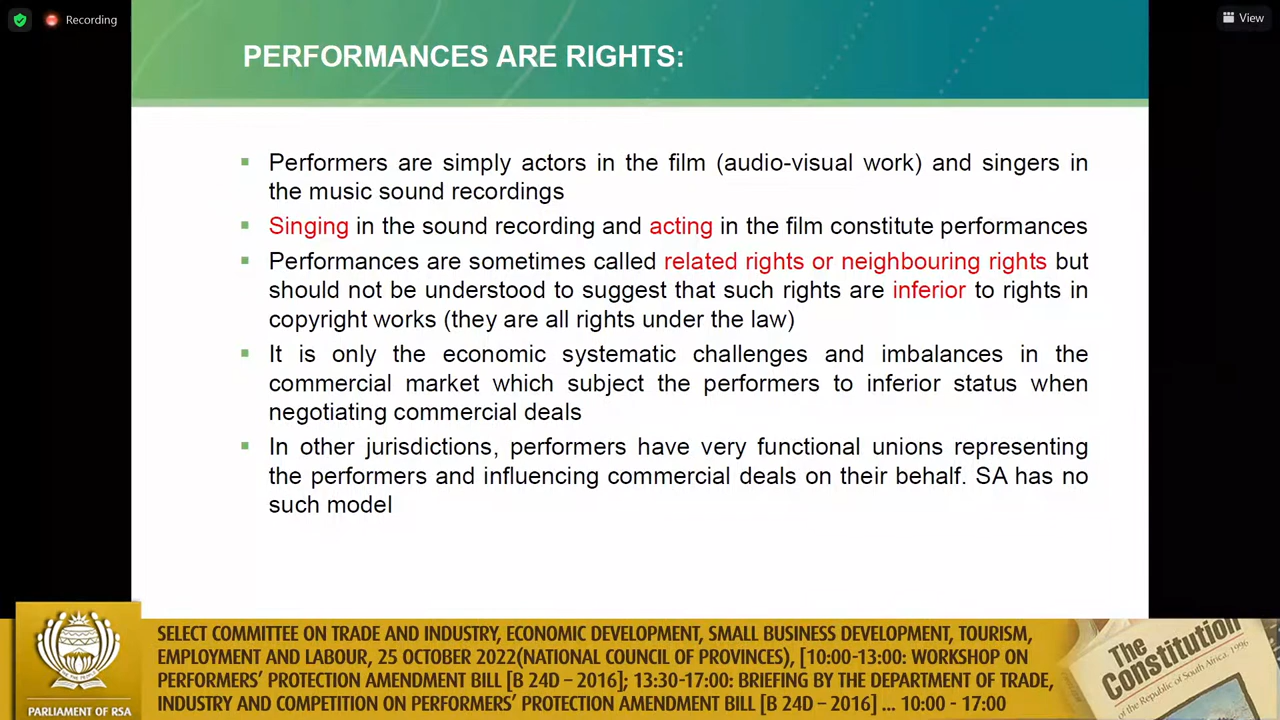 Recording
View
PERFORMANCES ARE RIGHTS:
Performers are simply actors in the film (audio-visual work) and singers in
the music sound recordings
Singing in the sound recording and acting in the film constitute performances
Performances are sometimes called related rights or neighbouring rights but
should not be understood to suggest that such rights are inferior to rights in
copyright works (they are all rights under the law)
It is only the economic systematic challenges and imbalances in the
commercial market which subject the performers to inferior status when
negotiating commercial deals
In other jurisdictions, performers have very functional unions representing
the performers and influencing commercial deals on their behalf. SA has no
such model
SELECT COMMITTEE ON TRADE AND INDUSTRY, ECONOMIC DEVELOPMENT, SMALL BUSINESS DEVELOPMENT, TOURISM,
EMPLOYMENT AND LABOUR, 25 OCTOBER 2022(NATIONAL COUNCIL OF PROVINCES), [10:00-13:00: WORKSHOP ON
PERFORMERS' PROTECTION AMENDMENT BILL [B 24D – 2016]; 13:30-17:00: BRIEFING BY THE DEPARTMENT OF TRADE,
INDUSTRY AND COMPETITION ON PERFORMERS' PROTECTION AMENDMENT BILL [B 24D – 2016] ... 10:00 - 17:00
PARLIAMENT OF RSA
The
Constitution
of the Republic of South Africa, 1996